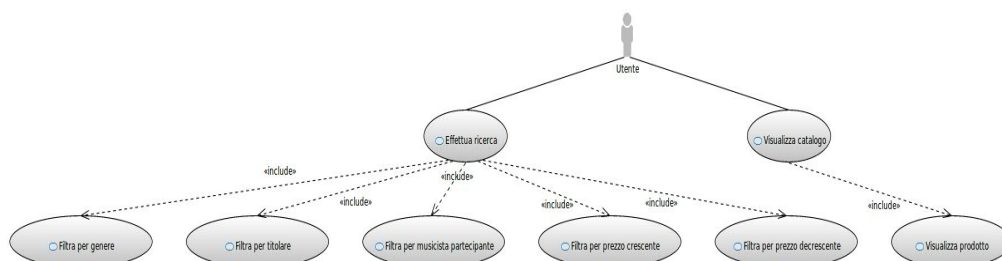 Utente
Effettua ricerca
Visualizza catalogo
«include»
«include»
«include»
«include»
«include»
«include»
Filtra per genere
Filtra per titolare
Filtra per musicista partecipante
Filtra per prezzo crescente
Filtra per prezzo decrescente
Visualizza prodotto